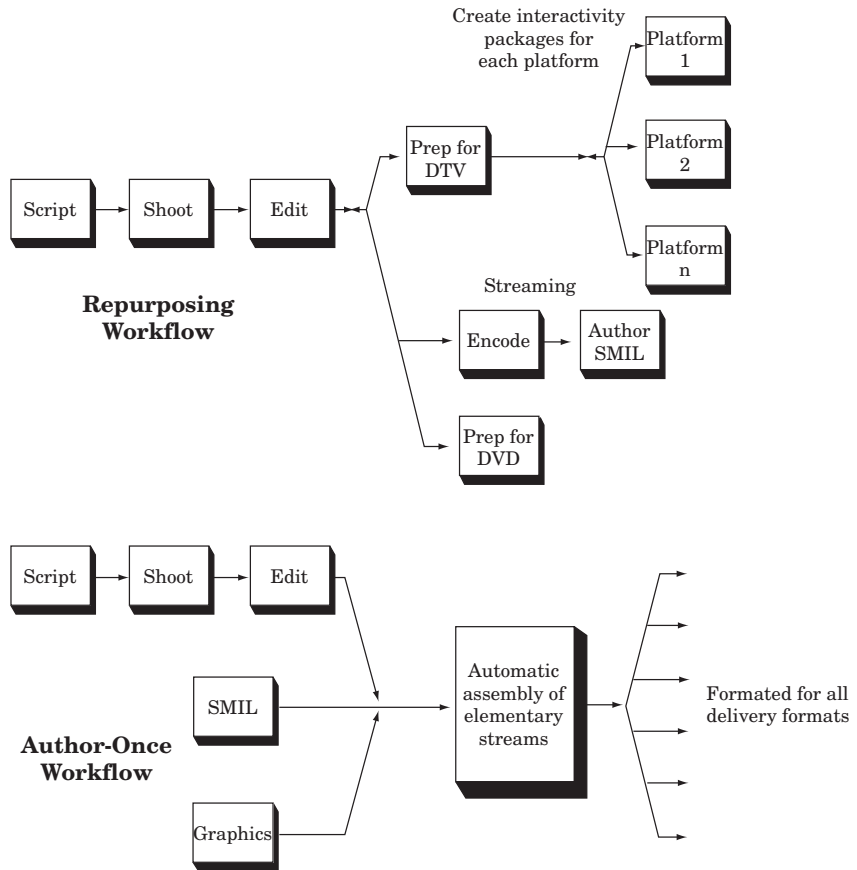 Create interactivity
packages for
each platform
Platform
1
Prep for
DTV
Platform
2
Script
Shoot
Edit
Platform
n
Repurposing
Workflow
Streaming
Encode
Author
SMIL
Prep for
DVD
Script
Shoot
Edit
SMIL
Automatic
assembly of
elementary
streams
Formated for all
delivery formats
Author-Once
Workflow
Graphics